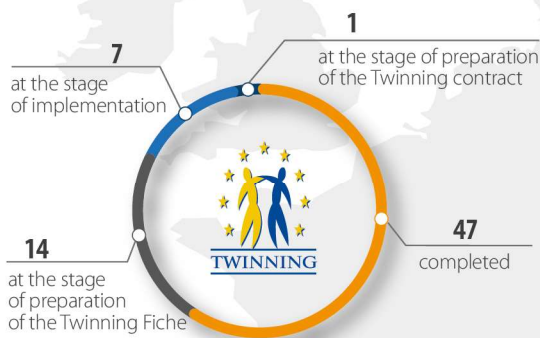 1
at the stage of preparation
of the Twinning contract
7
at the stage
of implementation
TWINNING
47
completed
14
at the stage
of preparation
of the Twinning Fiche